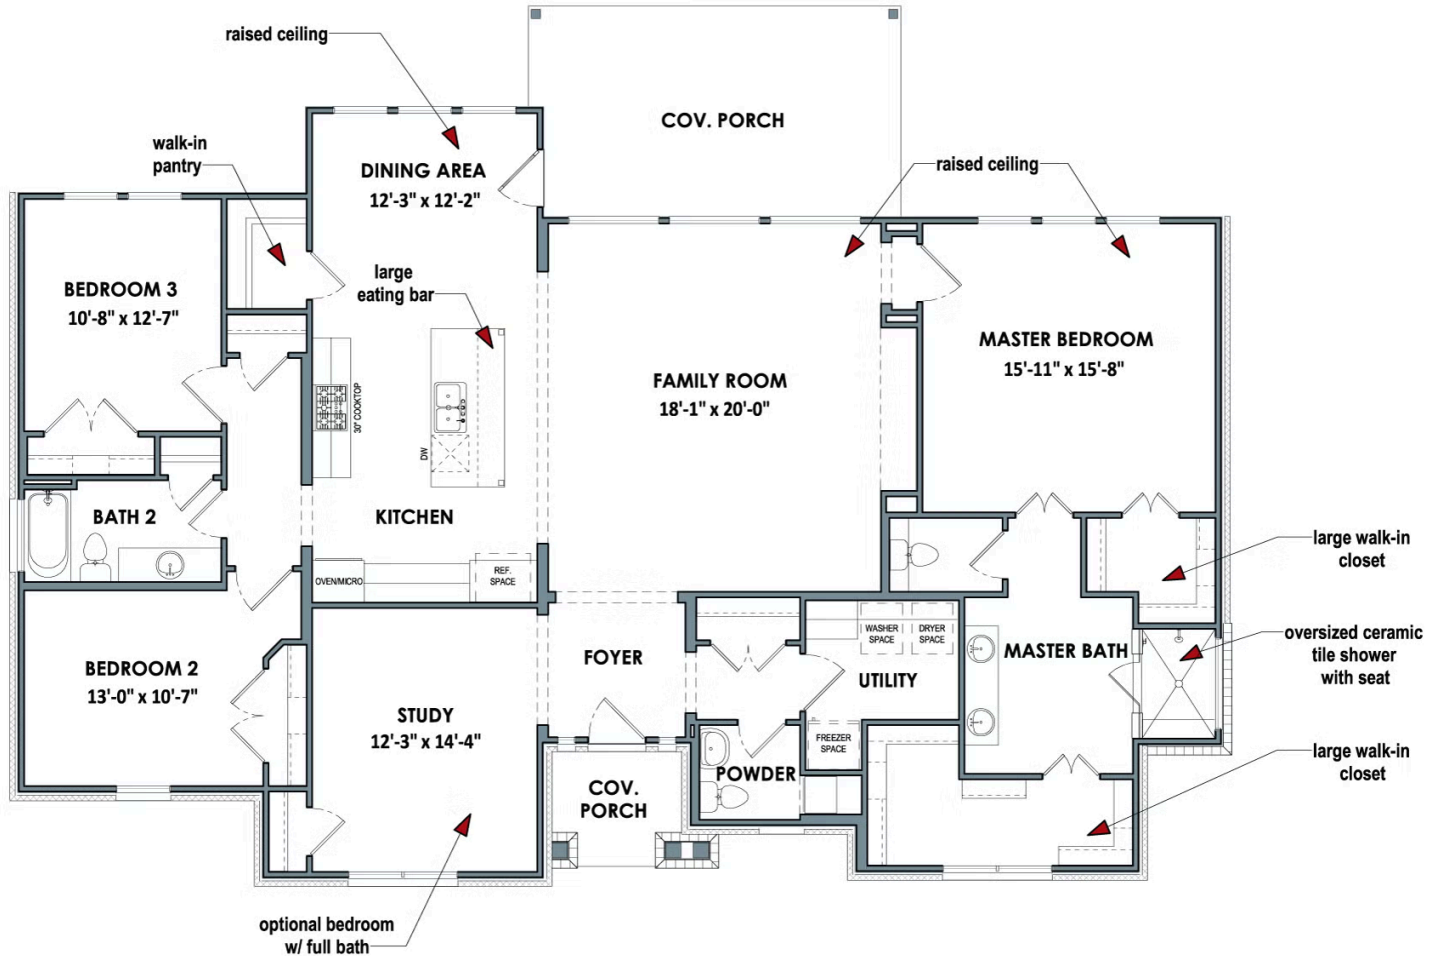 raised ceiling
COV. PORCH
walk-in
pantry
DINING AREA
12'-3" x 12'-2"
raised ceiling
BEDROOM 3
10'-8" x 12'-7"
large
eating bar
MASTER BEDROOM
15'-11" x 15'-8"
FAMILY ROOM
18'-1" x 20'-0"
30" COOKTOP
DW
BATH 2
KITCHEN
large walk-in
closet
OVEN/MICRO
REF.
SPACE
WASHER
SPACE
DRYER
SPACE
oversized ceramic
tile shower
with seat
FOYER
MASTER BATH
BEDROOM 2
13'-0" x 10'-7"
UTILITY
STUDY
12'-3" x 14'-4"
FREEZER
SPACE
POWDER
large walk-in
closet
COV.
PORCH
optional bedroom
w/ full bath